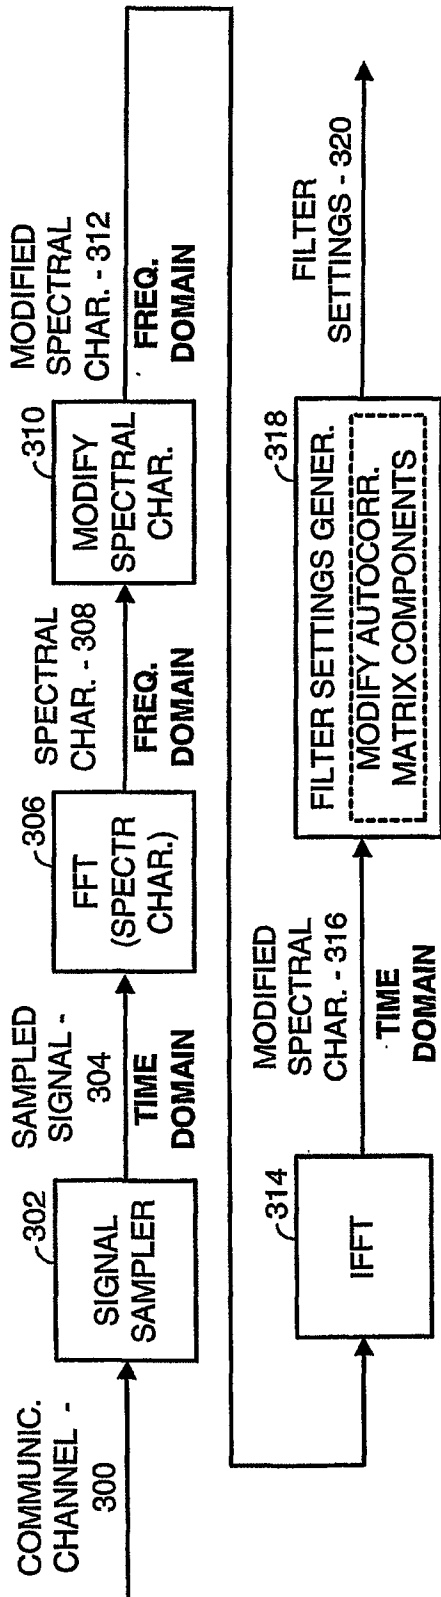 COMMUNIC.
CHANNEL -
300
302
SIGNAL
SAMPLER
SAMPLED
SIGNAL -
304
TIME
DOMAIN
306
FFT
(SPECTR
CHAR.)
SPECTRAL
CHAR. - 308
FREQ.
DOMAIN
310
MODIFY
SPECTRAL
CHAR.
MODIFIED
SPECTRAL
CHAR. - 312
FREQ.
DOMAIN
314
IFFT
MODIFIED
SPECTRAL
CHAR. - 316
TIME
DOMAIN
318
FILTER SETTINGS GENER.
MODIFY AUTOCORR.
MATRIX COMPONENTS
FILTER
SETTINGS - 320